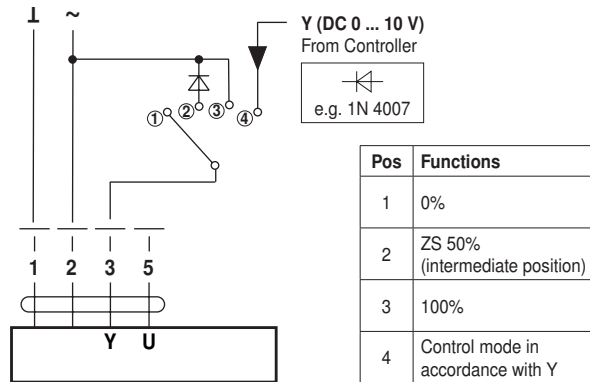 ⊥ ~
Y (DC 0 ... 10 V)
From Controller
e.g. 1N 4007
① ② ③ ④
1 2 3 5
Y U
Pos Functions
1 0%
2 ZS 50%
(intermediate position)
3 100%
4 Control mode in
accordance with Y